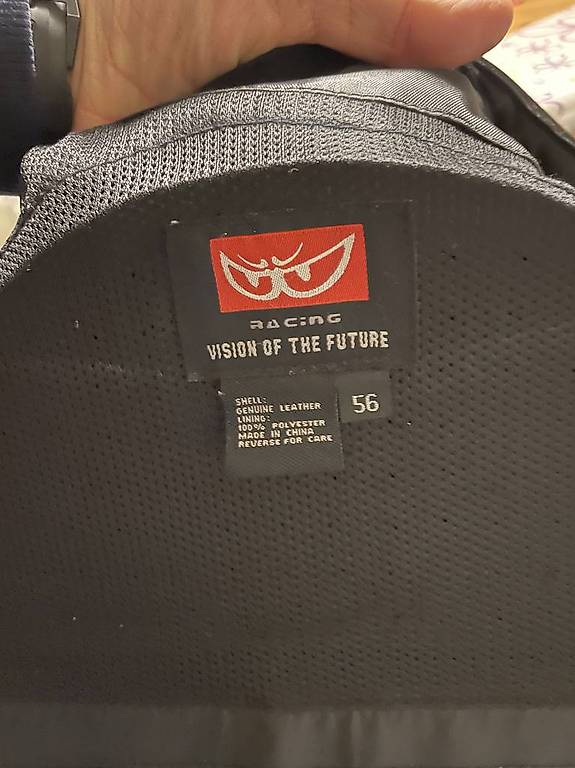 RACING
VISION OF THE FUTURE
SHELL:
GENUINE LEATHER
LINING:
100% POLYESTER
MADE IN CHINA
REVERSE FOR CARE
56